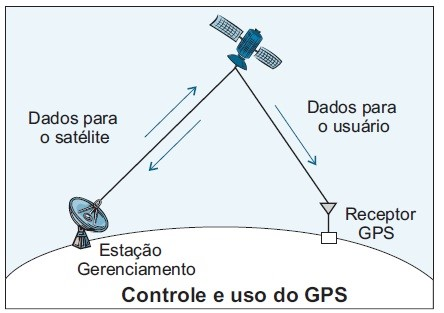 Dados para
o satélite
Dados para
o usuário
Receptor
GPS
Estação
Gerenciamento
Controle e uso do GPS